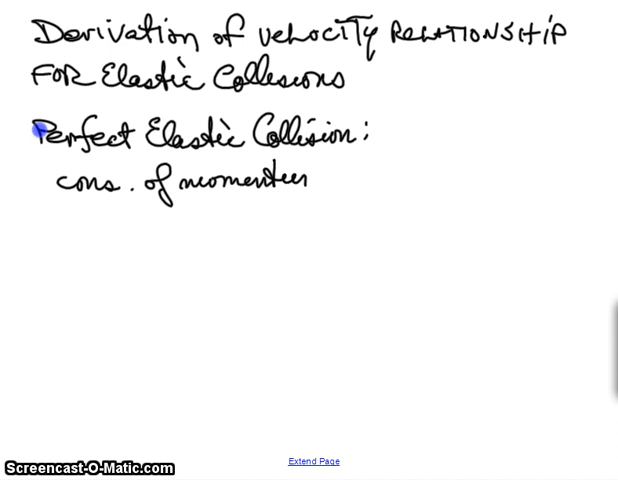 Derivation of velocity RELATIONSHIP
FOR Elastic Collisions
Perfect Elastic Collision:
cons. of momentum
Extend Page
Screencast-O-Matic.com